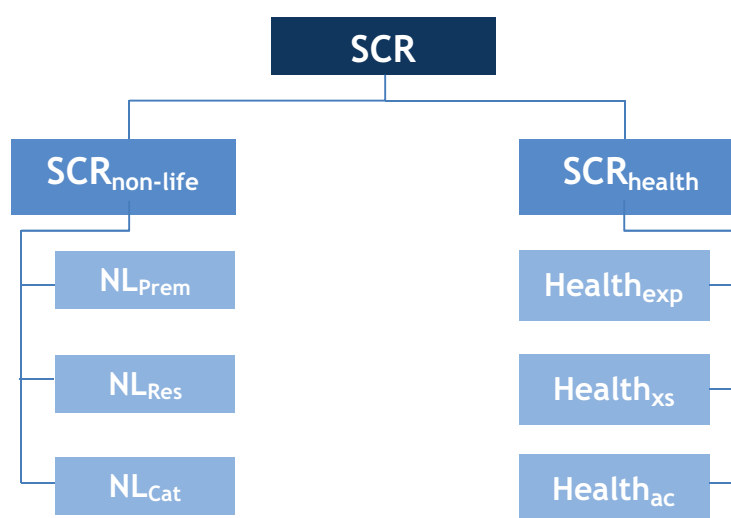 SCR
SCRnon-life
SCRhealth
NLPrem
Healthexp
NLRes
Healthxs
NLCat
Healthac